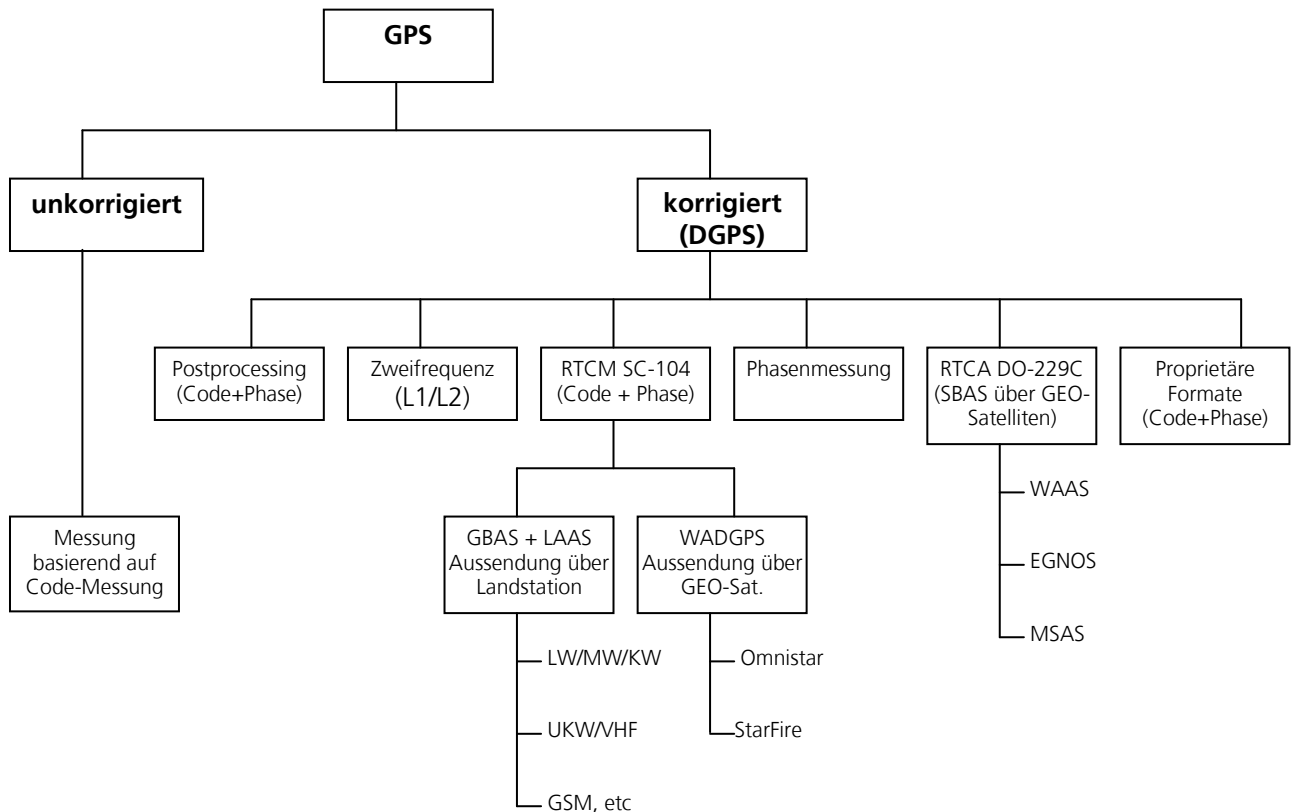 GPS
unkorrigiert
korrigiert
(DGPS)
Postprocessing
(Code+Phase)
Zweifrequenz
(L1/L2)
RTCM SC-104
(Code + Phase)
Phasenmessung
RTCA DO-229C
(SBAS über GEO-
Satelliten)
Proprietäre
Formate
(Code+Phase)
Messung
basierend auf
Code-Messung
GBAS + LAAS
Aussendung über
Landstation
WADGPS
Aussendung über
GEO-Sat.
WAAS
EGNOS
MSAS
LW/MW/KW
UKW/VHF
GSM, etc
Omnistar
StarFire